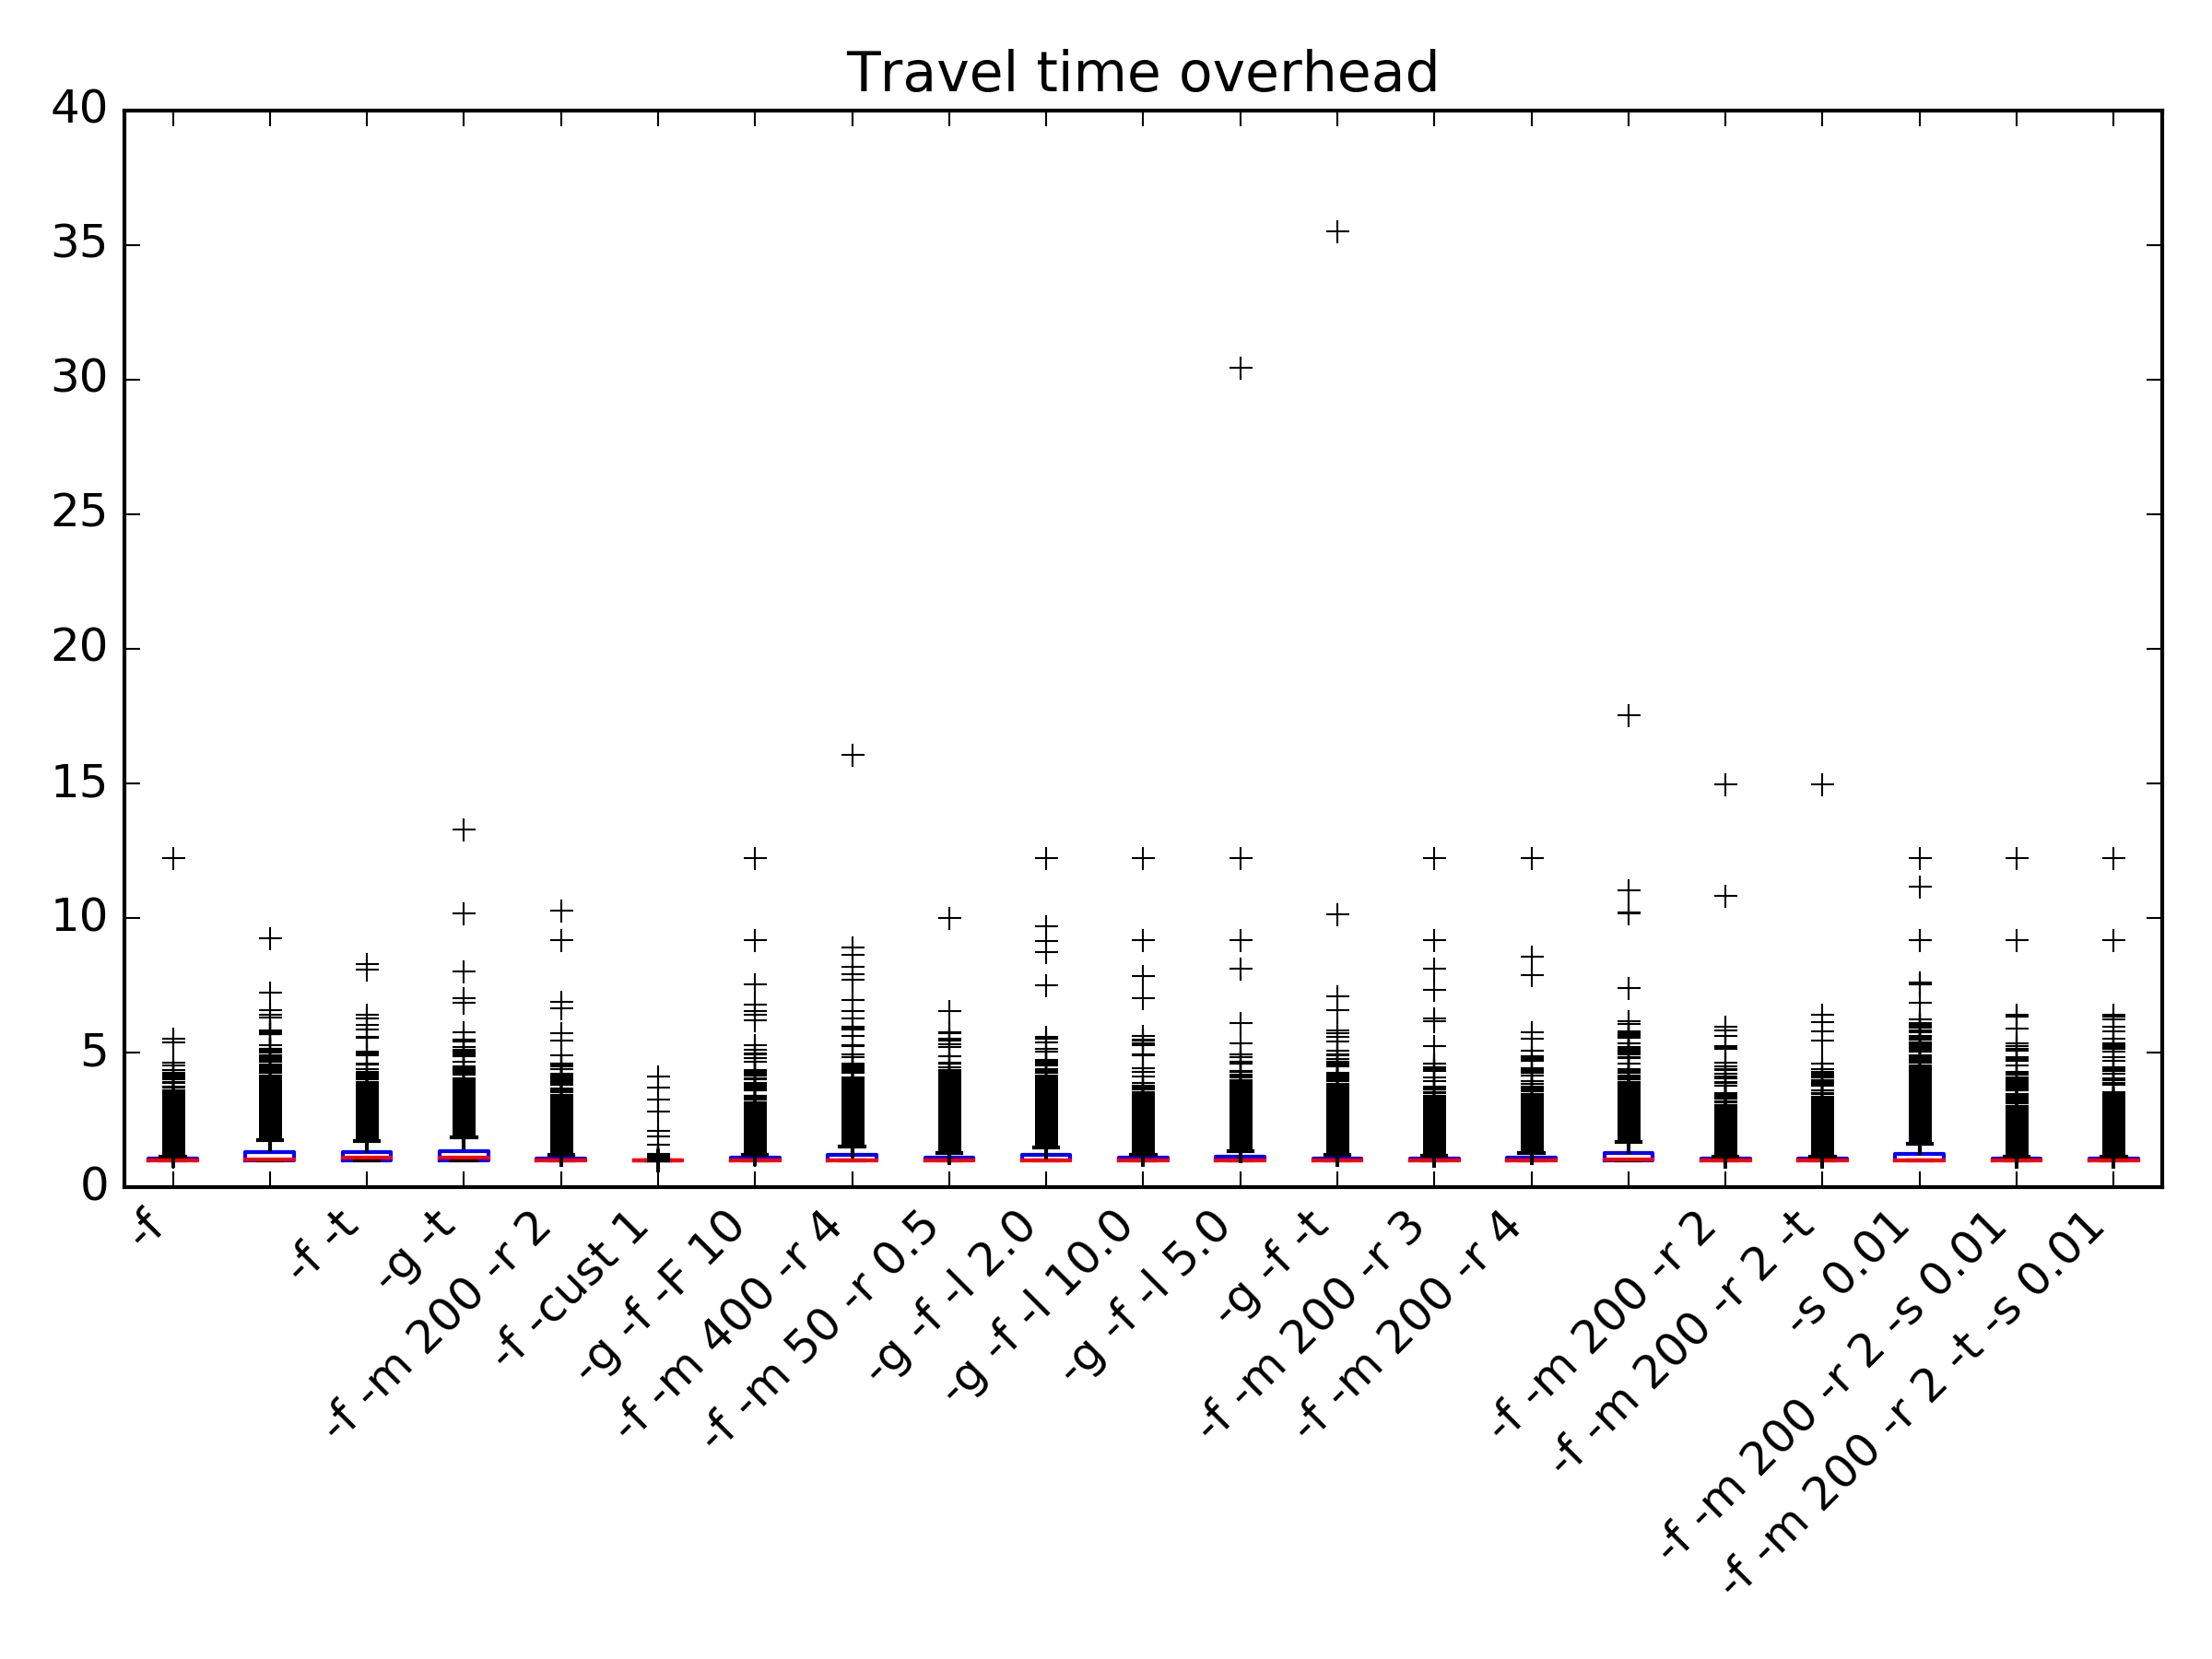 Travel time overhead
40
35
30
25
20
15
10
5
0
-f
-f -t
-g -t
-f -m 200 -r 2
-f -cust 1
-g -f -F 10
-f -m 400 -r 4
-f -m 50 -r 0.5
-g -f -l 2.0
-g -f -l 10.0
-g -f -l 5.0
-g -f -t
-f -m 200 -r 3
-f -m 200 -r 4
-f -m 200 -r 2
-f -m 200 -r 2 -t
-s 0.01
-f -m 200 -r 2 -s 0.01
-f -m 200 -r 2 -t -s 0.01